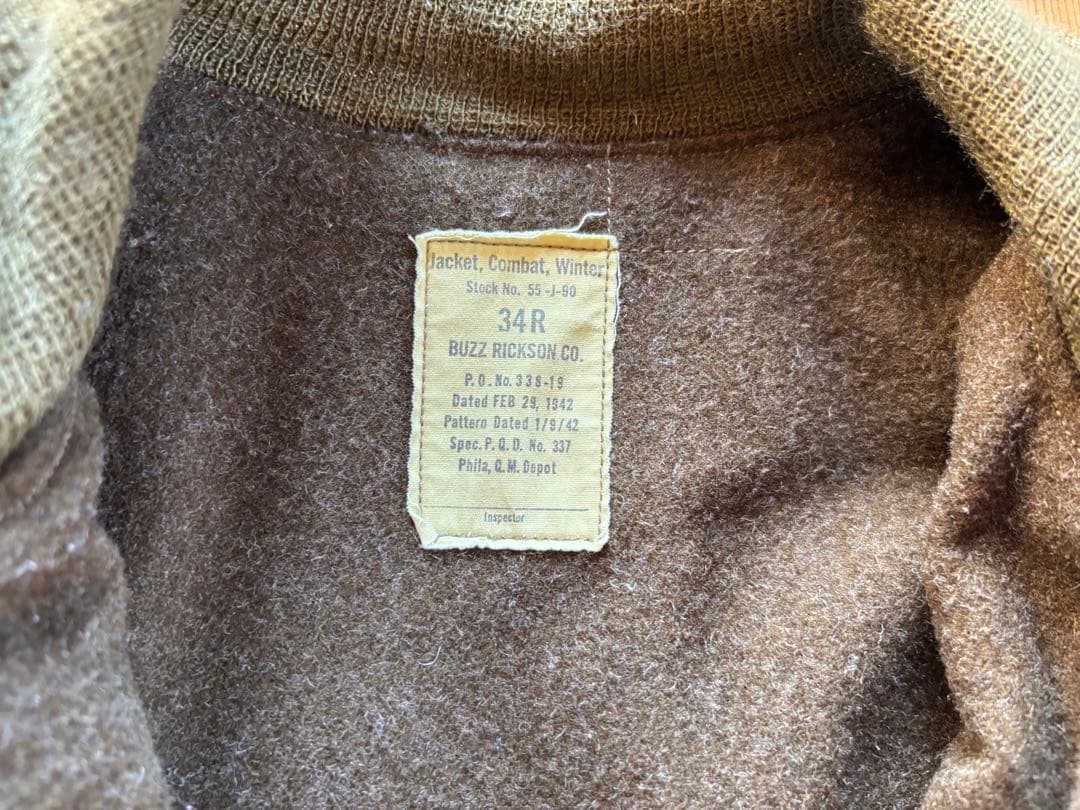 Jacket, Combat, Winter
Stock No. 55-J-90
34R
BUZZ RICKSON CO.
P.O. No. 338-19
Dated FEB 29, 1942
Pattern Dated 1/9/42
Spec. P.Q.D. No. 337
Phila, Q.M. Depot
Inspector